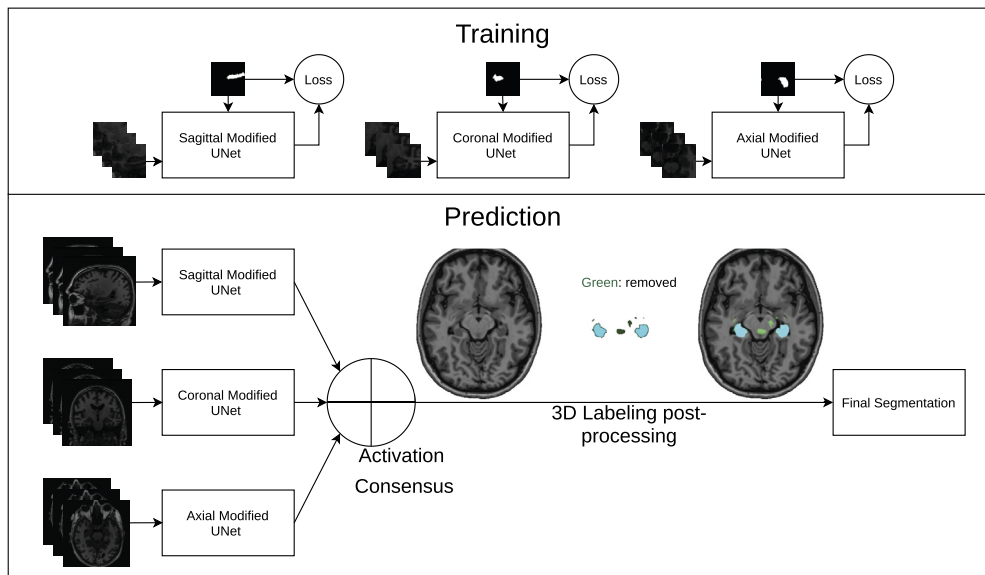 Training
Loss
Loss
Loss
Sagittal Modified
UNet
Coronal Modified
UNet
Axial Modified
UNet
Prediction
Sagittal Modified
UNet
Green: removed
Coronal Modified
UNet
Final Segmentation
3D Labeling post-
processing
Activation
Consensus
Axial Modified
UNet